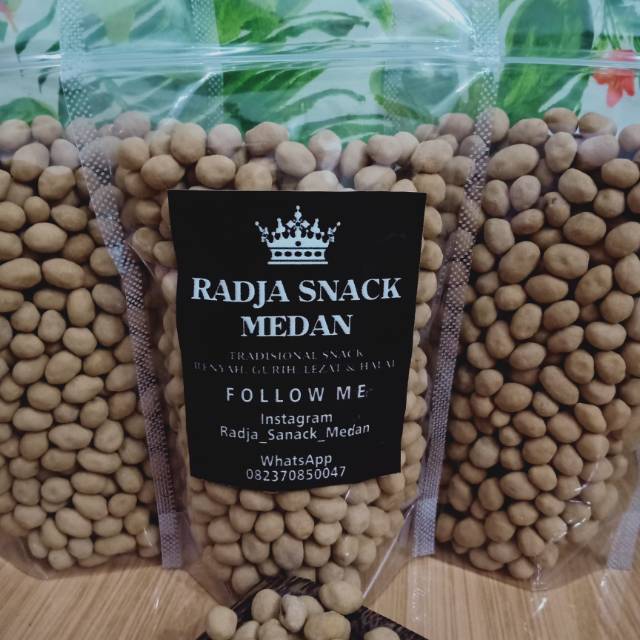 RADJA SNACK
MEDAN
TRADISIONAL SNACK
RENYAH, GURIH, LEZAT & HALAL
FOLLOW ME
Instagram
Radja_Sanack_Medan
WhatsApp
082370850047